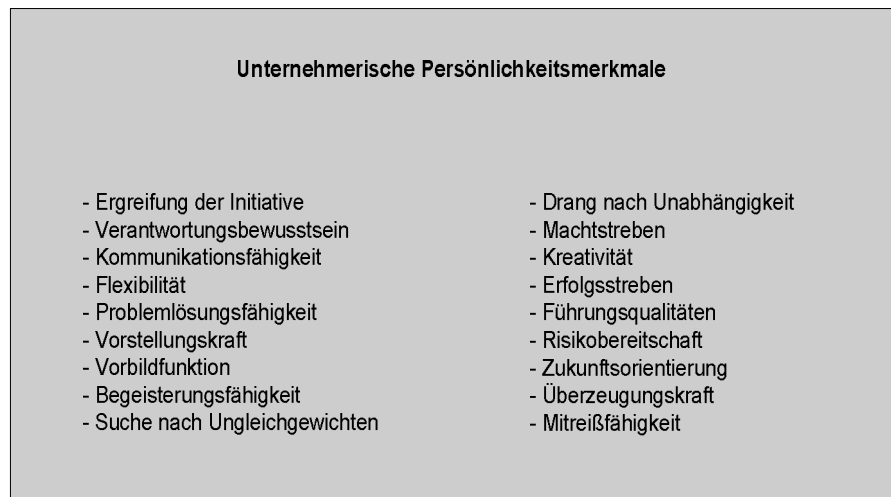 Unternehmerische Persönlichkeitsmerkmale
- Ergreifung der Initiative
- Verantwortungsbewusstsein
- Kommunikationsfähigkeit
- Flexibilität
- Problemlösungsfähigkeit
- Vorstellungskraft
- Vorbildfunktion
- Begeisterungsfähigkeit
- Suche nach Ungleichgewichten
- Drang nach Unabhängigkeit
- Machtstreben
- Kreativität
- Erfolgsstreben
- Führungsqualitäten
- Risikobereitschaft
- Zukunftsorientierung
- Überzeugungskraft
- Mitreißfähigkeit